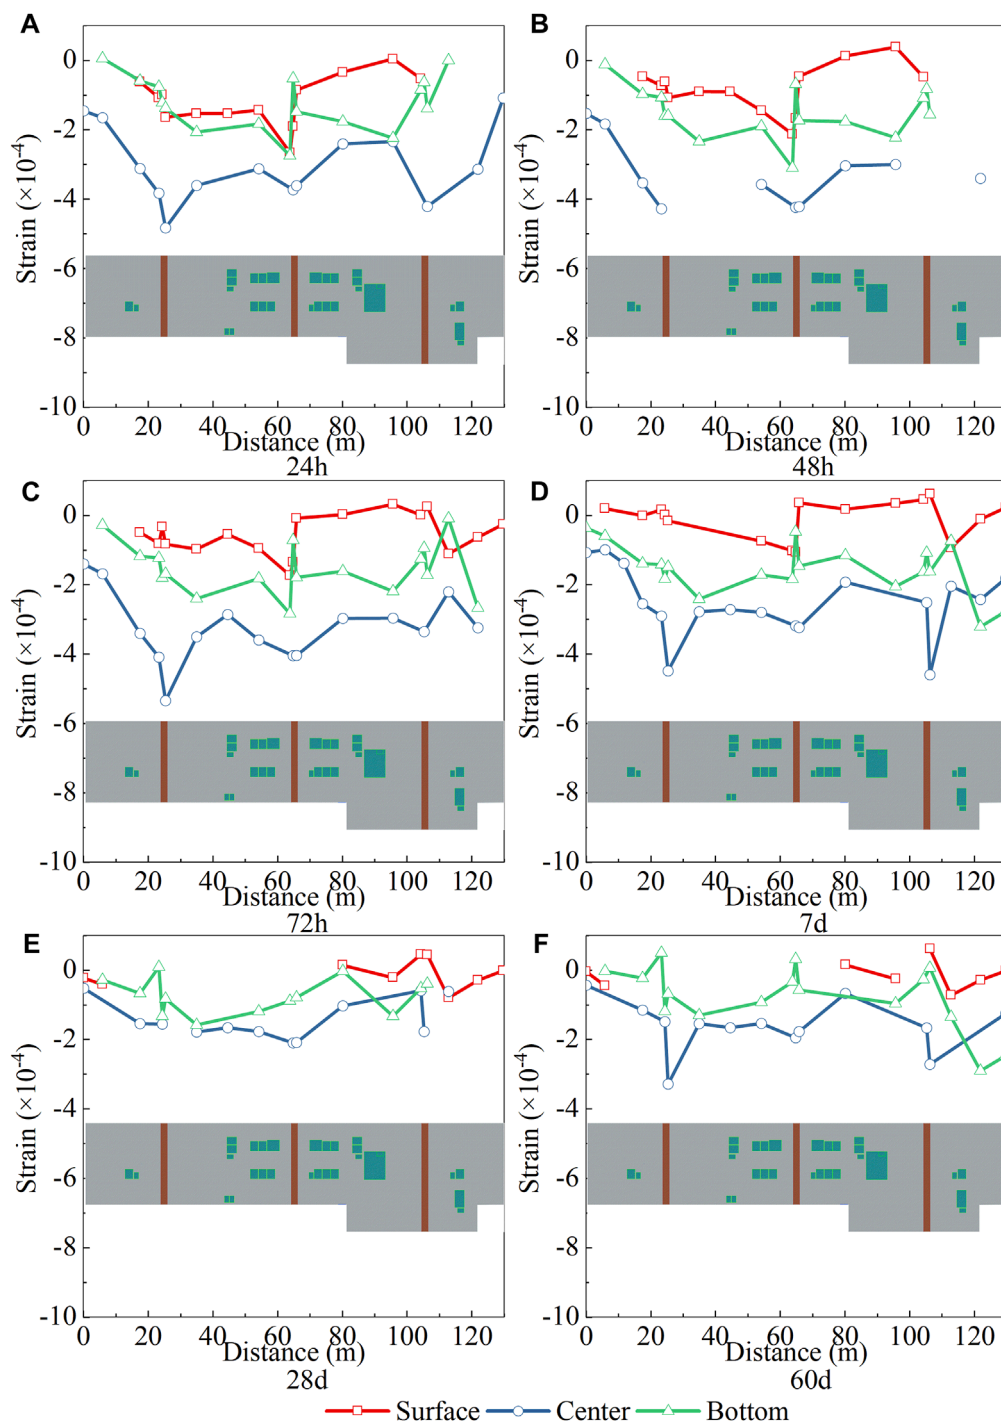 A
B
0
-2
-4
-6
-8
-10
Strain (×10-4)
0 20 40 60 80 100 120
Distance (m)
24h
0
-2
-4
-6
-8
-10
Strain (×10-4)
0 20 40 60 80 100 120
Distance (m)
48h
C
D
0
-2
-4
-6
-8
-10
Strain (×10-4)
0 20 40 60 80 100 120
Distance (m)
72h
0
-2
-4
-6
-8
-10
Strain (×10-4)
0 20 40 60 80 100 120
Distance (m)
7d
E
F
0
-2
-4
-6
-8
-10
Strain (×10-4)
0 20 40 60 80 100 120
Distance (m)
28d
0
-2
-4
-6
-8
-10
Strain (×10-4)
0 20 40 60 80 100 120
Distance (m)
60d
Surface Center Bottom